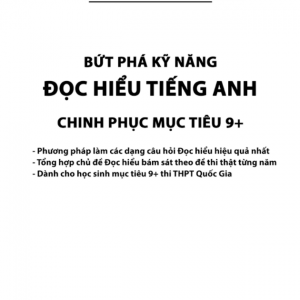 BỨT PHÁ KỸ NĂNG
ĐỌC HIỂU TIẾNG ANH
CHINH PHỤC MỤC TIÊU 9+
- Phương pháp làm các dạng câu hỏi Đọc hiểu hiệu quả nhất
- Tổng hợp chủ đề Đọc hiểu bám sát theo đề thi thật từng năm
- Dành cho học sinh mục tiêu 9+ thi THPT Quốc Gia